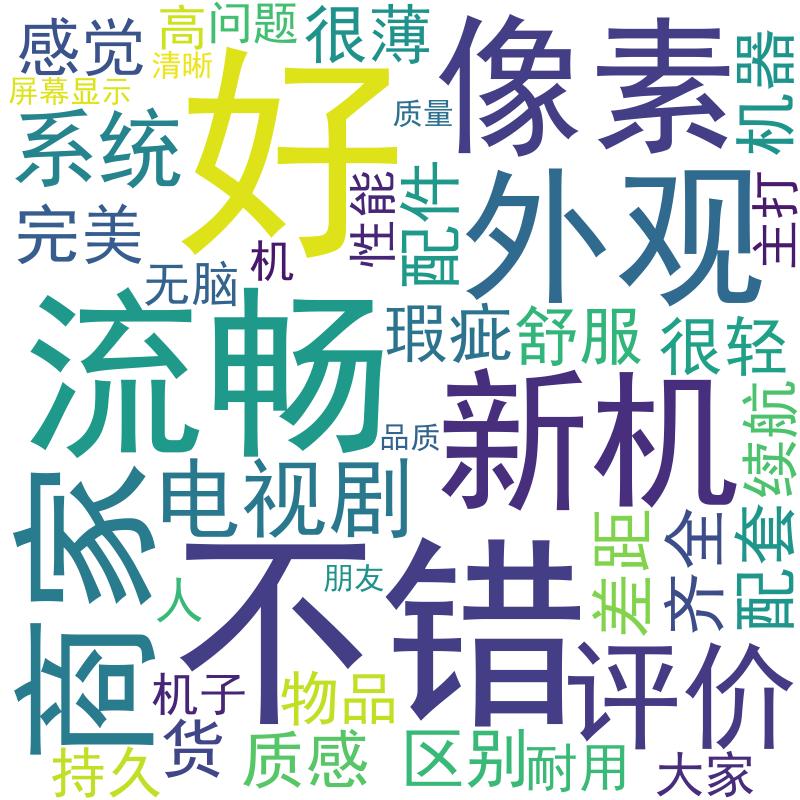 感觉
高
问题
很薄
像素
机器
清晰
屏幕显示
好
质量
系统
性能
配件
外观
主打
完美
无脑
机
流畅
瑕疵
舒服
很轻
新机
续航
品质
电视剧
商家
不错
差距
齐全
配套
朋友
人
评价
机子
物品
货
质感
区别
耐用
持久
大家